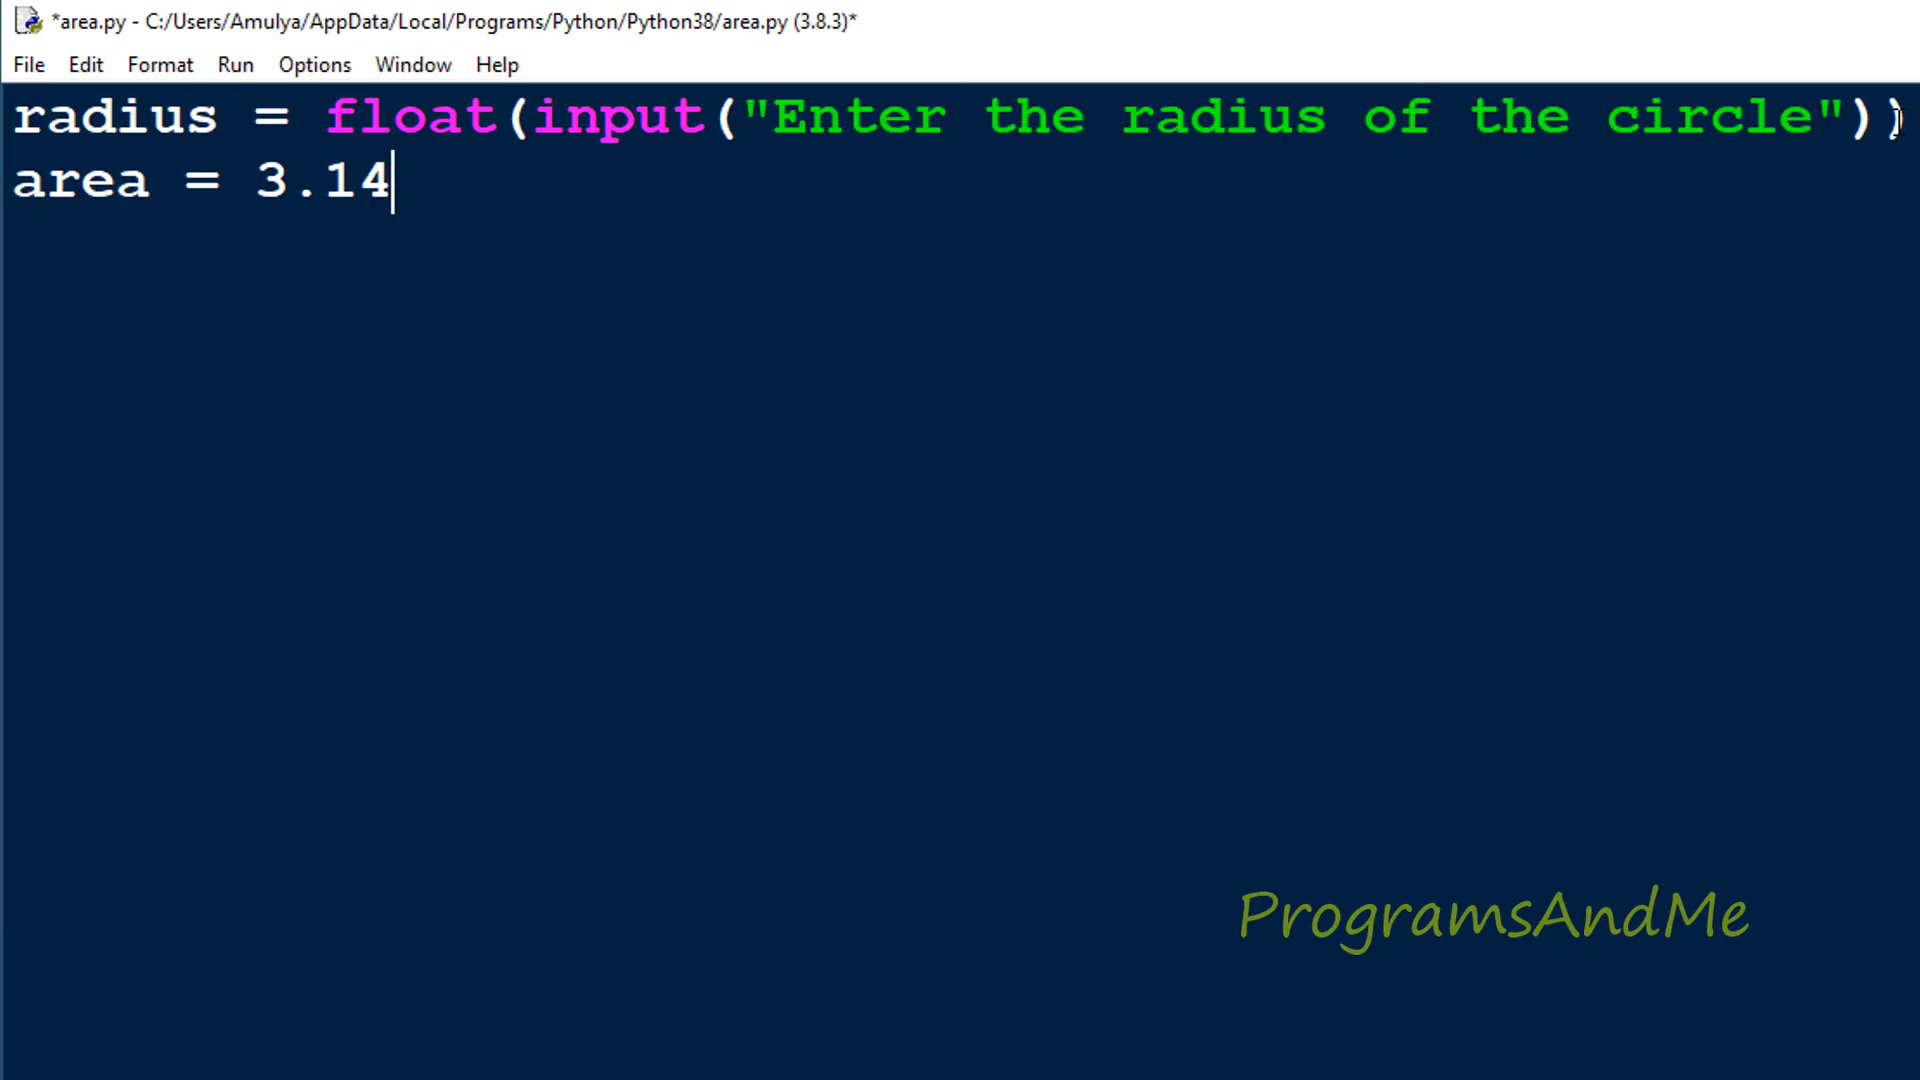 *area.py - C:/Users/Amulya/AppData/Local/Programs/Python/Python38/area.py (3.8.3)*
File Edit Format Run Options Window Help
radius = float(input("Enter the radius of the circle"))
area = 3.14
ProgramsAndMe